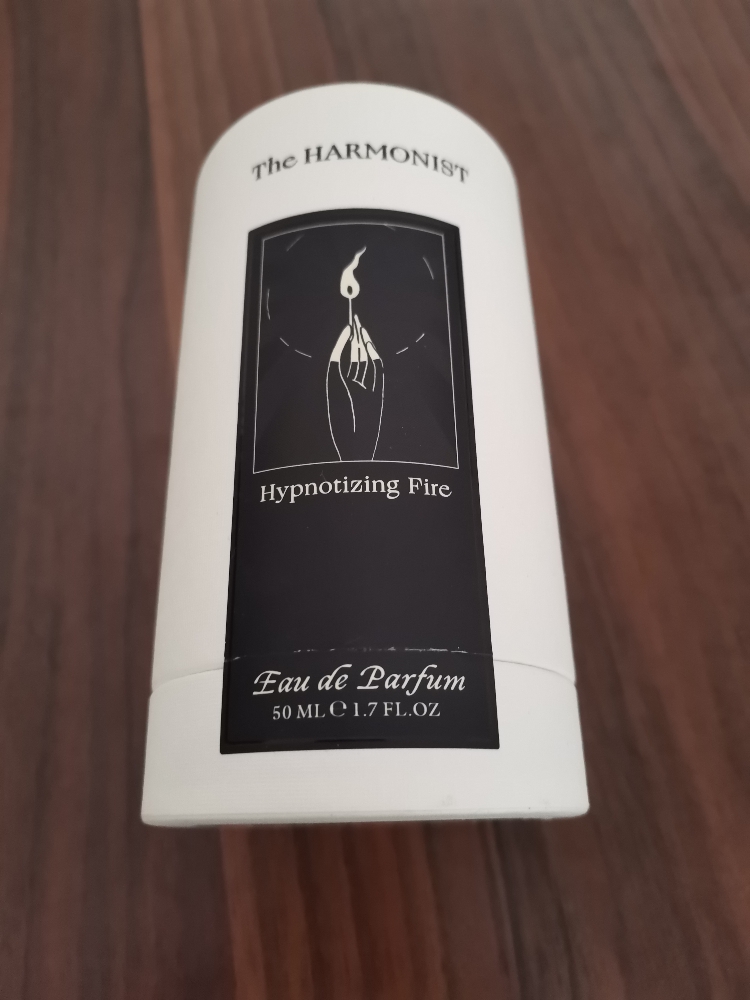 The HARMONIST
Hypnotizing Fire
Eau de Parfum
50 ML ℮ 1.7 FL.OZ